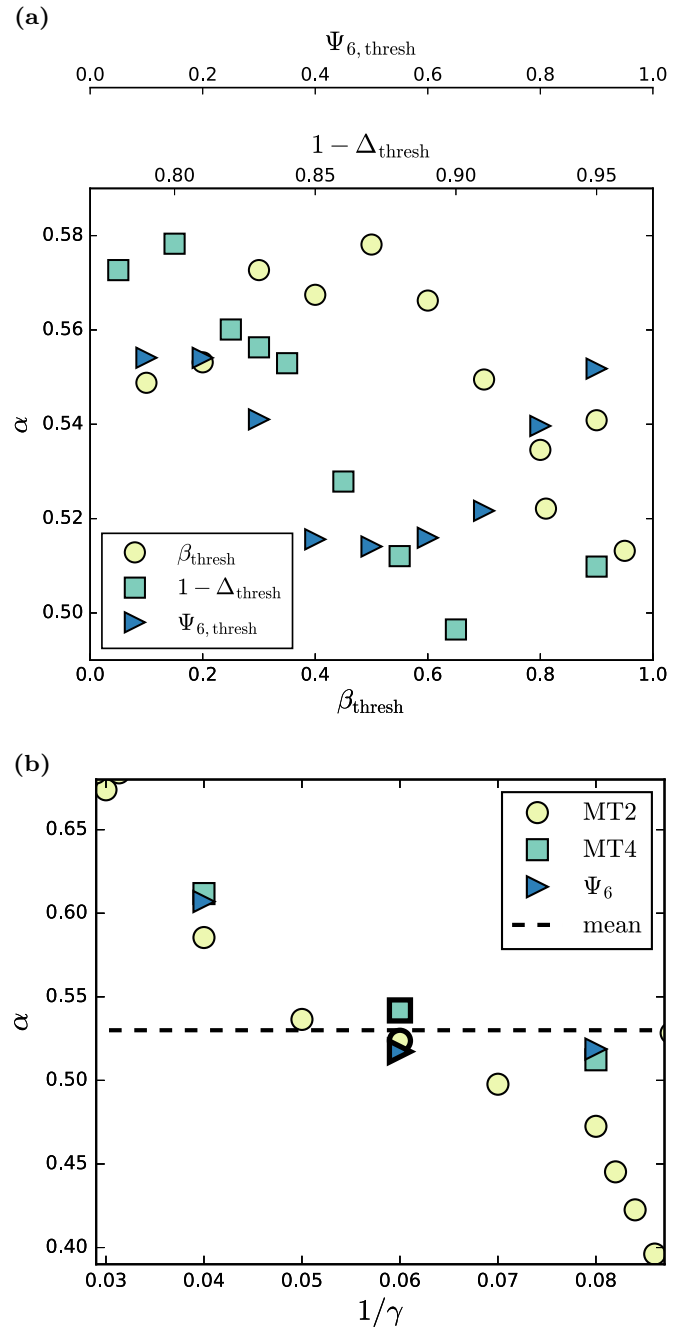 (a)
Ψ6,thresh
0.0 0.2 0.4 0.6 0.8 1.0
1 − Δthresh
0.80 0.85 0.90 0.95
0.58
0.56
0.54
α
0.52
0.50
βthresh
1 − Δthresh
Ψ6,thresh
0.0 0.2 0.4 0.6 0.8 1.0
βthresh
(b)
0.65
0.60
0.55
α
0.50
0.45
0.40
MT2
MT4
Ψ6
mean
0.03 0.04 0.05 0.06 0.07 0.08
1/γ